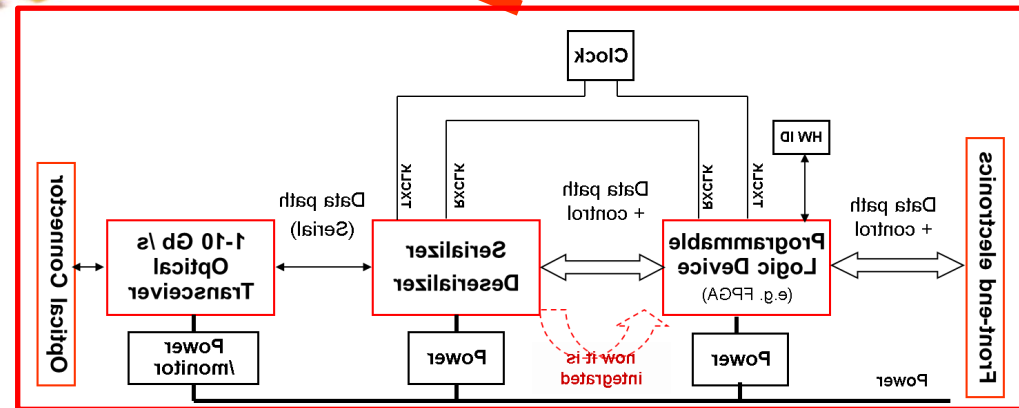 Clock
HW ID
TXCLK
RXCLK
RXCLK
TXCLK
Optical Connector
1-10 Gb/s
Optical
Transceiver
Data path
(Serial)
Serializer
Deserializer
Data path
+ control
Programmable
Logic Device
(e.g. FPGA)
Data path
+ control
Front-end electronics
Power
/monitor
Power
now it is
integrated
Power
Power